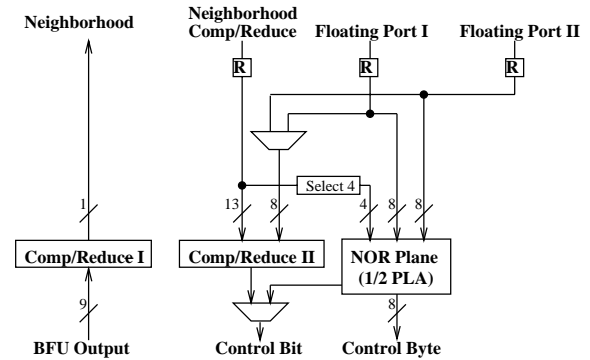 Neighborhood
Neighborhood
Comp/Reduce
Floating Port I
Floating Port II
R
R
R
Select 4
1
13
8
4
8
8
Comp/Reduce I
Comp/Reduce II
NOR Plane
(1/2 PLA)
9
8
BFU Output
Control Bit
Control Byte